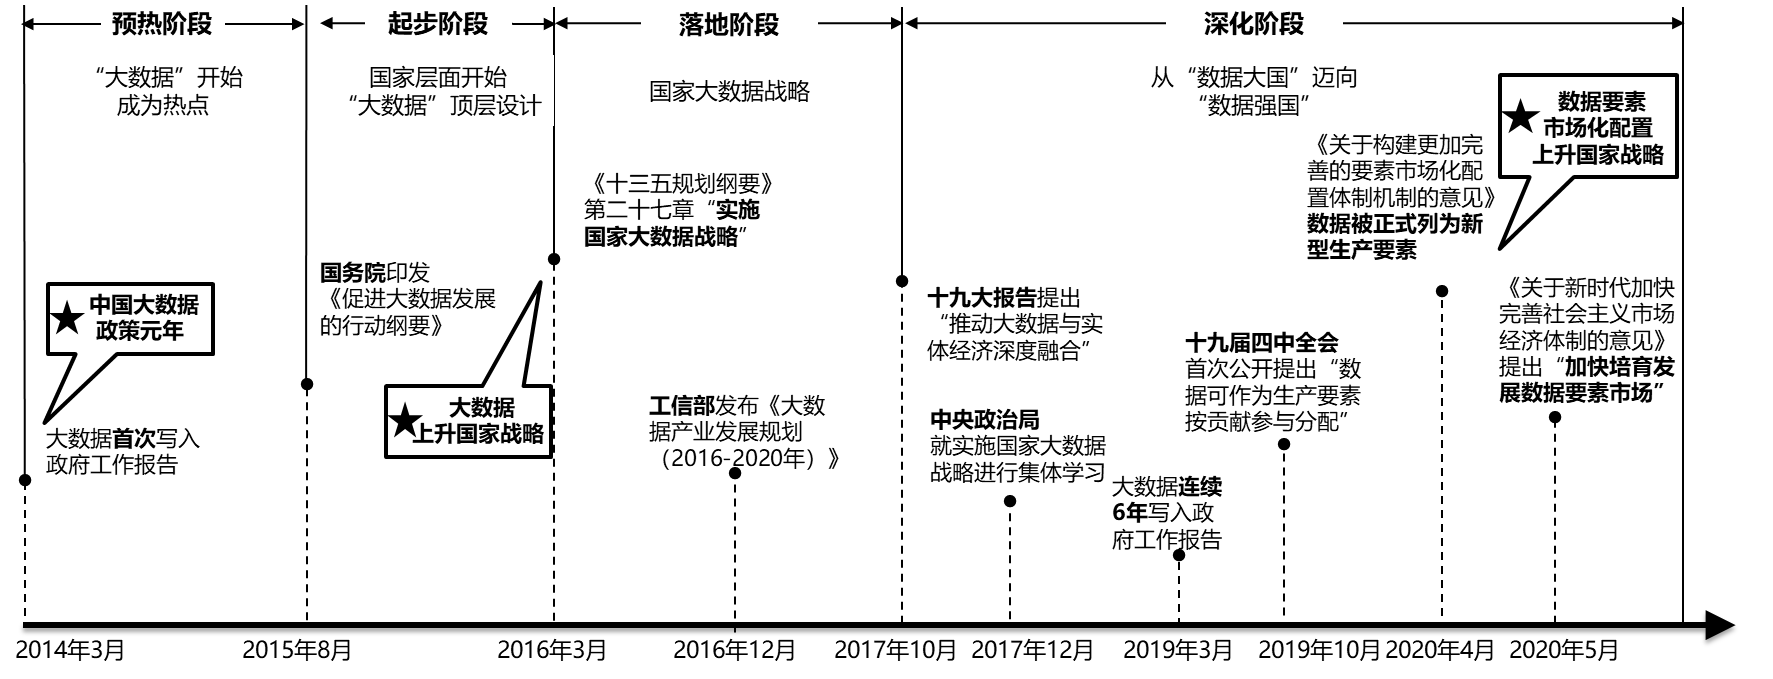 预热阶段
起步阶段
落地阶段
深化阶段
“大数据”开始
成为热点
国家层面开始
“大数据”顶层设计
国家大数据战略
从“数据大国”迈向
“数据强国”
数据要素
市场化配置
上升国家战略
《关于构建更加完
善的要素市场化配
置体制机制的意见》
数据被正式列为新
型生产要素
《十三五规划纲要》
第二十七章“实施
国家大数据战略”
国务院印发
《促进大数据发展
的行动纲要》
中国大数据
政策元年
大数据首次写入
政府工作报告
大数据
上升国家战略
工信部发布《大数
据产业发展规划
（2016-2020年）》
十九大报告提出
“推动大数据与实
体经济深度融合”
中央政治局
就实施国家大数据
战略进行集体学习
大数据连续
6年写入政
府工作报告
十九届四中全会
首次公开提出“数
据可作为生产要素
按贡献参与分配”
《关于新时代加快
完善社会主义市场
经济体制的意见》
提出“加快培育发
展数据要素市场”
2014年3月
2015年8月
2016年3月
2016年12月
2017年10月
2017年12月
2019年3月
2019年10月
2020年4月
2020年5月